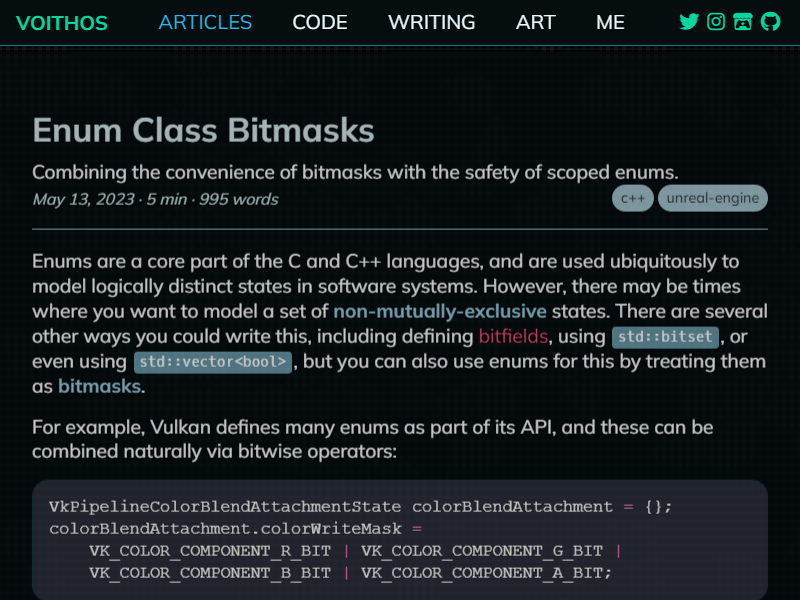 VOITHOS ARTICLES CODE WRITING ART ME
Enum Class Bitmasks
Combining the convenience of bitmasks with the safety of scoped enums.
May 13, 2023 · 5 min · 995 words c++ unreal-engine
Enums are a core part of the C and C++ languages, and are used ubiquitously to
model logically distinct states in software systems. However, there may be times
where you want to model a set of non-mutually-exclusive states. There are several
other ways you could write this, including defining bitfields, using std::bitset, or
even using std::vector<bool>, but you can also use enums for this by treating them
as bitmasks.
For example, Vulkan defines many enums as part of its API, and these can be
combined naturally via bitwise operators:
VkPipelineColorBlendAttachmentState colorBlendAttachment = {};
colorBlendAttachment.colorWriteMask =
VK_COLOR_COMPONENT_R_BIT | VK_COLOR_COMPONENT_G_BIT |
VK_COLOR_COMPONENT_B_BIT | VK_COLOR_COMPONENT_A_BIT;